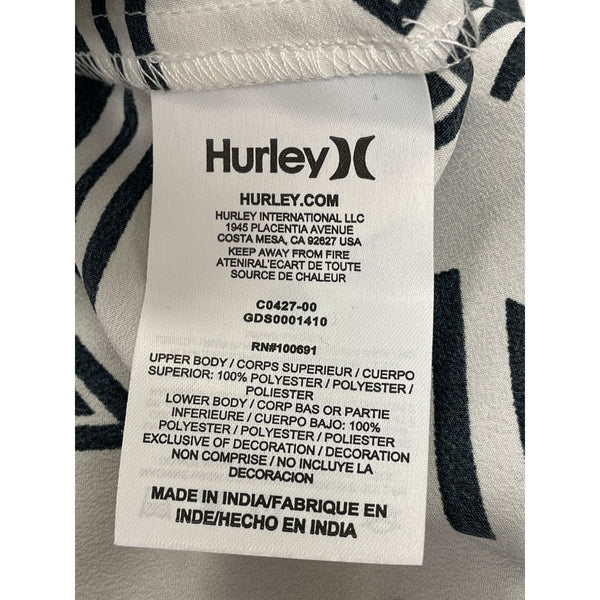 Hurley
HURLEY.COM
HURLEY INTERNATIONAL LLC
1945 PLACENTIA AVENUE
COSTA MESA, CA 92627 USA
KEEP AWAY FROM FIRE
ATENIRAL'ECART DE TOUTE
SOURCE DE CHALEUR
C0427-00
GDS0001410
RN#100691
UPPER BODY / CORPS SUPERIEUR / CUERPO
SUPERIOR: 100% POLYESTER / POLYESTER /
POLIESTER
LOWER BODY / CORP BAS OR PARTIE
INFERIEURE / CUERPO BAJO: 100%
POLYESTER / POLYESTER / POLIESTER
EXCLUSIVE OF DECORATION / DECORATION
NON COMPRISE / NO INCLUYE LA
DECORACION
MADE IN INDIA/FABRIQUE EN
INDE/HECHO EN INDIA